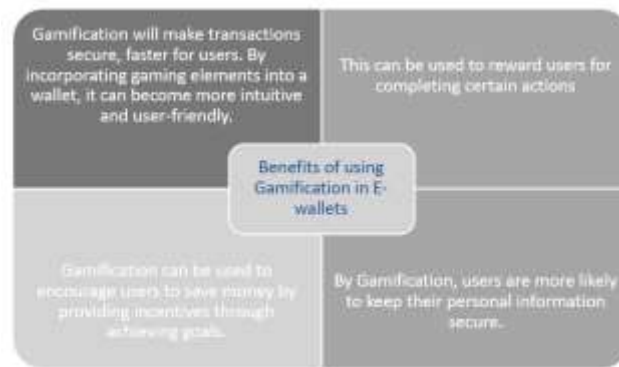 Gamification will make transactions
secure, faster for users. By
incorporating gaming elements into a
wallet, it can become more intuitive
and user-friendly.
This can be used to reward users for
completing certain actions
Benefits of using
Gamification in E-
wallets
Gamification can be used to
encourage users to save money by
providing incentives through
achieving goals.
By Gamification, users are more likely
to keep their personal information
secure.